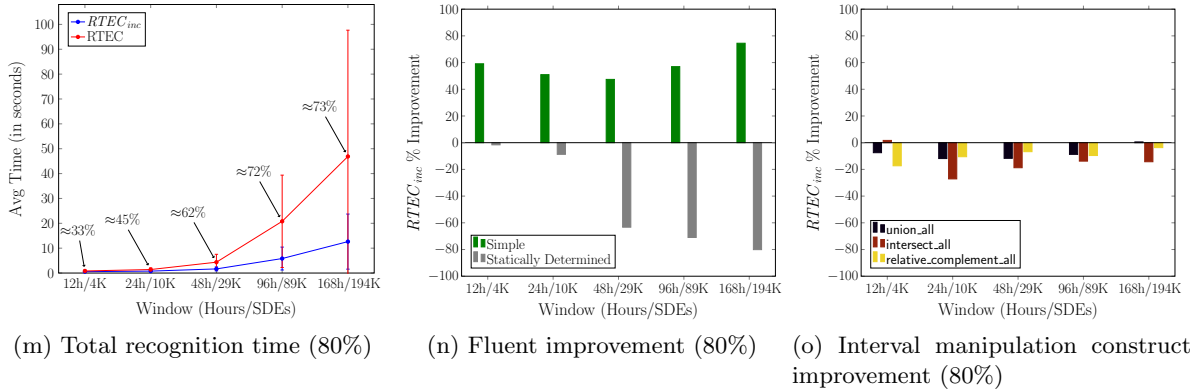 100
90
80
70
60
50
40
30
20
10
0
Avg Time (in seconds)
RTEC_inc
RTEC
≈33%
≈45%
≈62%
≈72%
≈73%
12h/4K 24h/10K 48h/29K 96h/89K 168h/194K
Window (Hours/SDEs)
(m) Total recognition time (80%)
100
80
60
40
20
0
−20
−40
−60
−80
−100
RTEC_inc % Improvement
Simple
Statically Determined
12h/4K 24h/10K 48h/29K 96h/89K 168h/194K
Window (Hours/SDEs)
(n) Fluent improvement (80%)
100
80
60
40
20
0
−20
−40
−60
−80
−100
RTEC_inc % Improvement
union_all
intersect_all
relative_complement_all
12h/4K 24h/10K 48h/29K 96h/89K 168h/194K
Window (Hours/SDEs)
(o) Interval manipulation construct
improvement (80%)